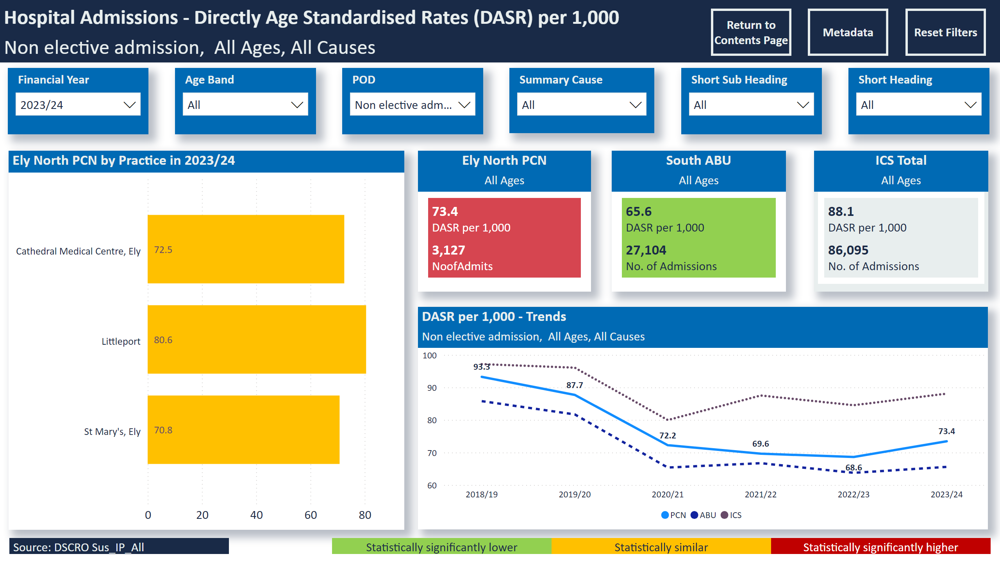 Hospital Admissions - Directly Age Standardised Rates (DASR) per 1,000
Non elective admission,  All Ages, All Causes
Return to
Contents Page
Metadata
Reset Filters
Financial Year
2023/24
Age Band
All
POD
Non elective adm...
Summary Cause
All
Short Sub Heading
All
Short Heading
All
Ely North PCN by Practice in 2023/24
Cathedral Medical Centre, Ely
72.5
Littleport
80.6
St Mary's, Ely
70.8
0 20 40 60 80
Ely North PCN
All Ages
73.4
DASR per 1,000
3,127
NoofAdmits
South ABU
All Ages
65.6
DASR per 1,000
27,104
No. of Admissions
ICS Total
All Ages
88.1
DASR per 1,000
86,095
No. of Admissions
DASR per 1,000 - Trends
Non elective admission,  All Ages, All Causes
100
90
80
70
60
93.3
87.7
72.2
69.6
68.6
73.4
2018/19 2019/20 2020/21 2021/22 2022/23 2023/24
PCN ABU ICS
Source: DSCRO Sus_IP_All
Statistically significantly lower
Statistically similar
Statistically significantly higher